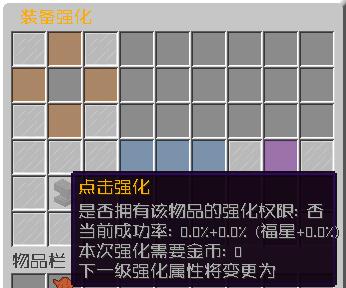 装备强化
点击强化
是否拥有该物品的强化权限: 否
当前成功率: 0.0%+0.0% (福星+0.0%)
本次强化需要金币: 0
下一级强化属性将变更为
物品栏